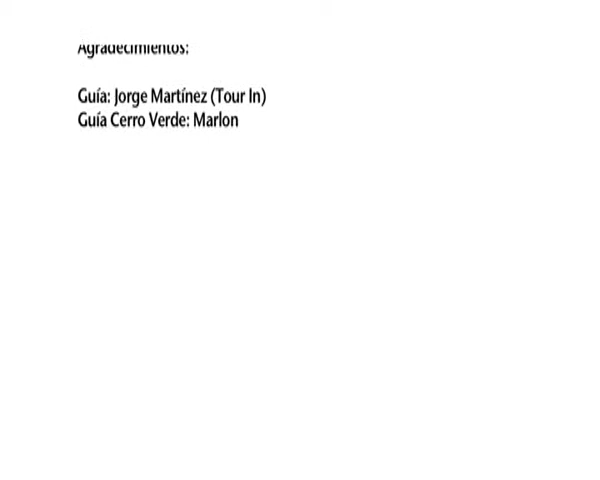 Agradecimientos:
Guía: Jorge Martínez (Tour In)
Guía Cerro Verde: Marlon